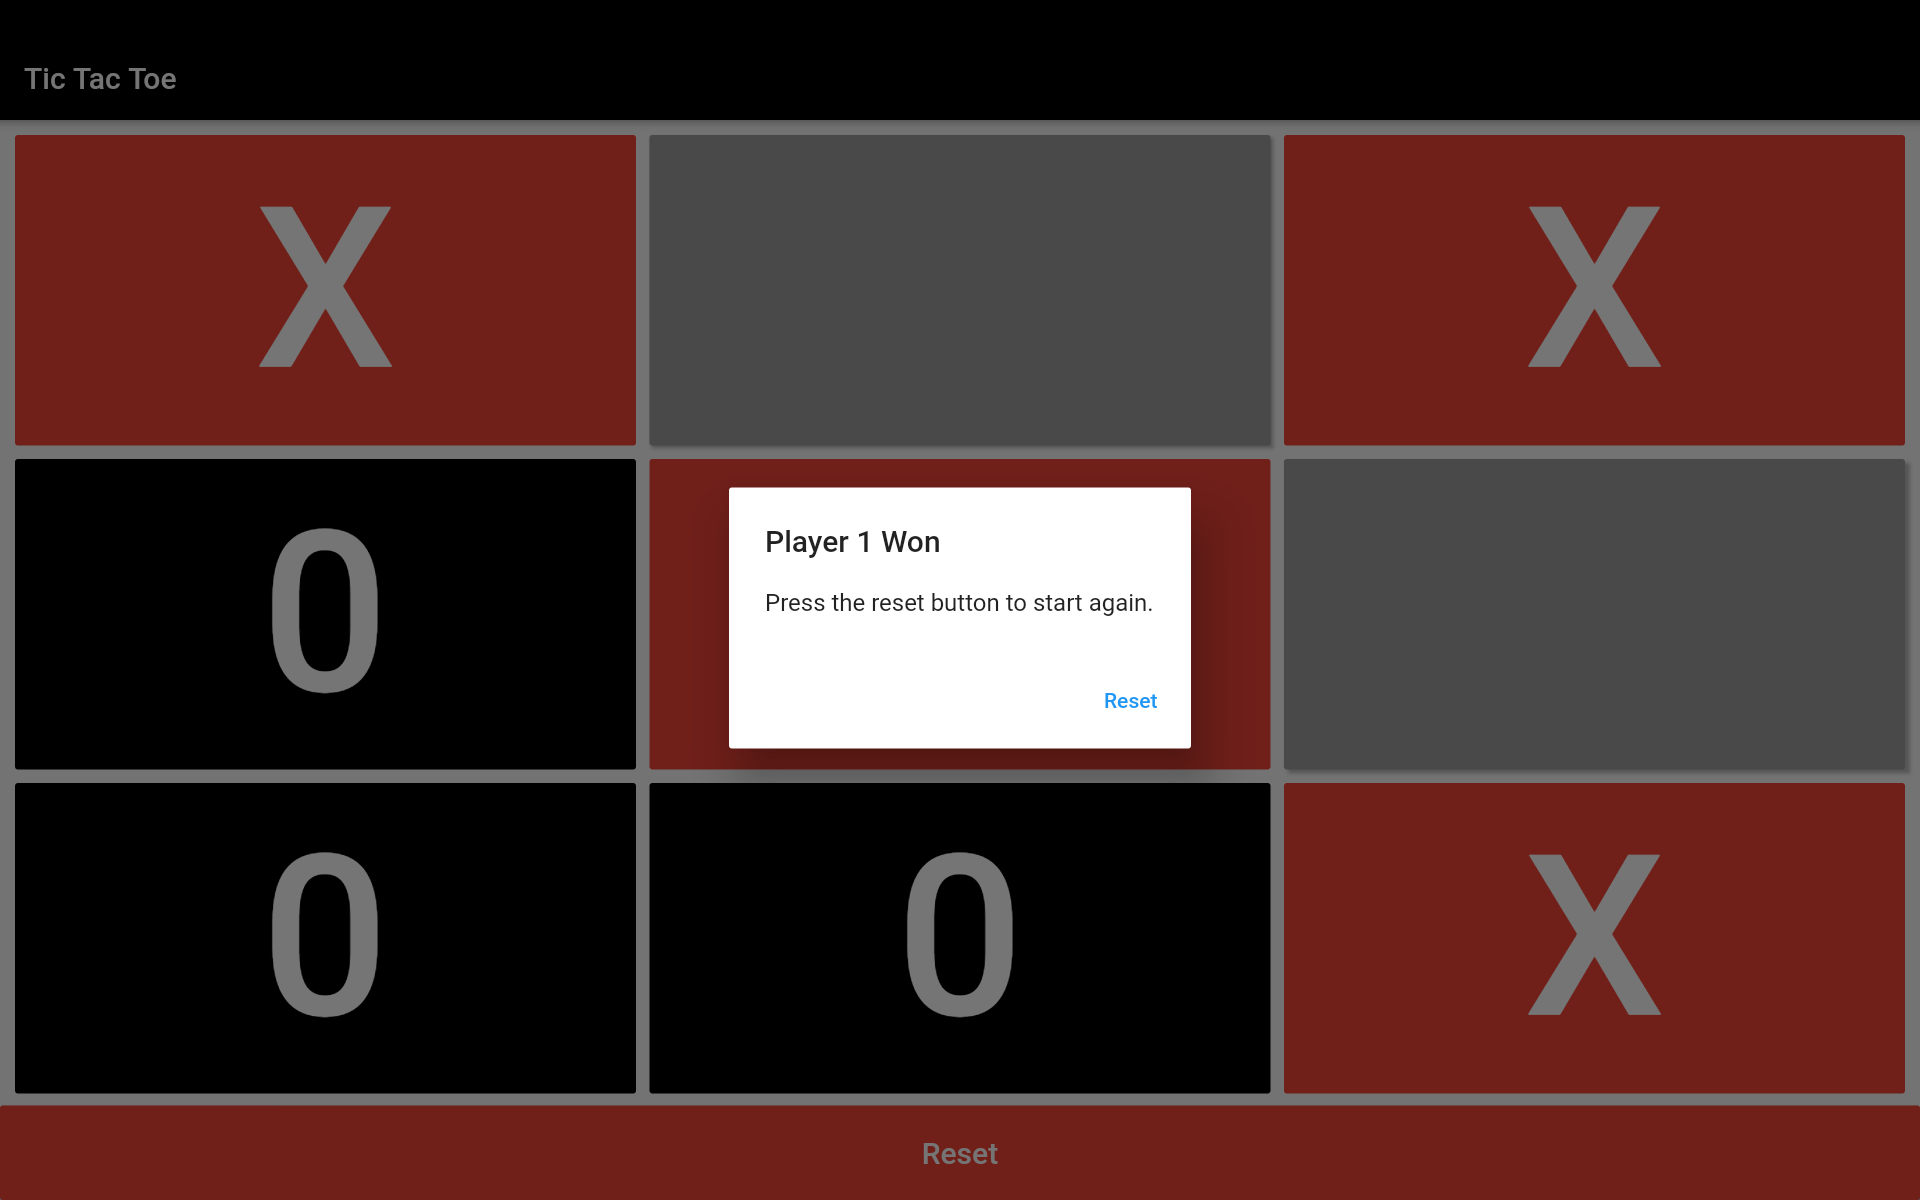 Tic Tac Toe
X X
0
Player 1 Won
Press the reset button to start again.
Reset
0 0 X
Reset